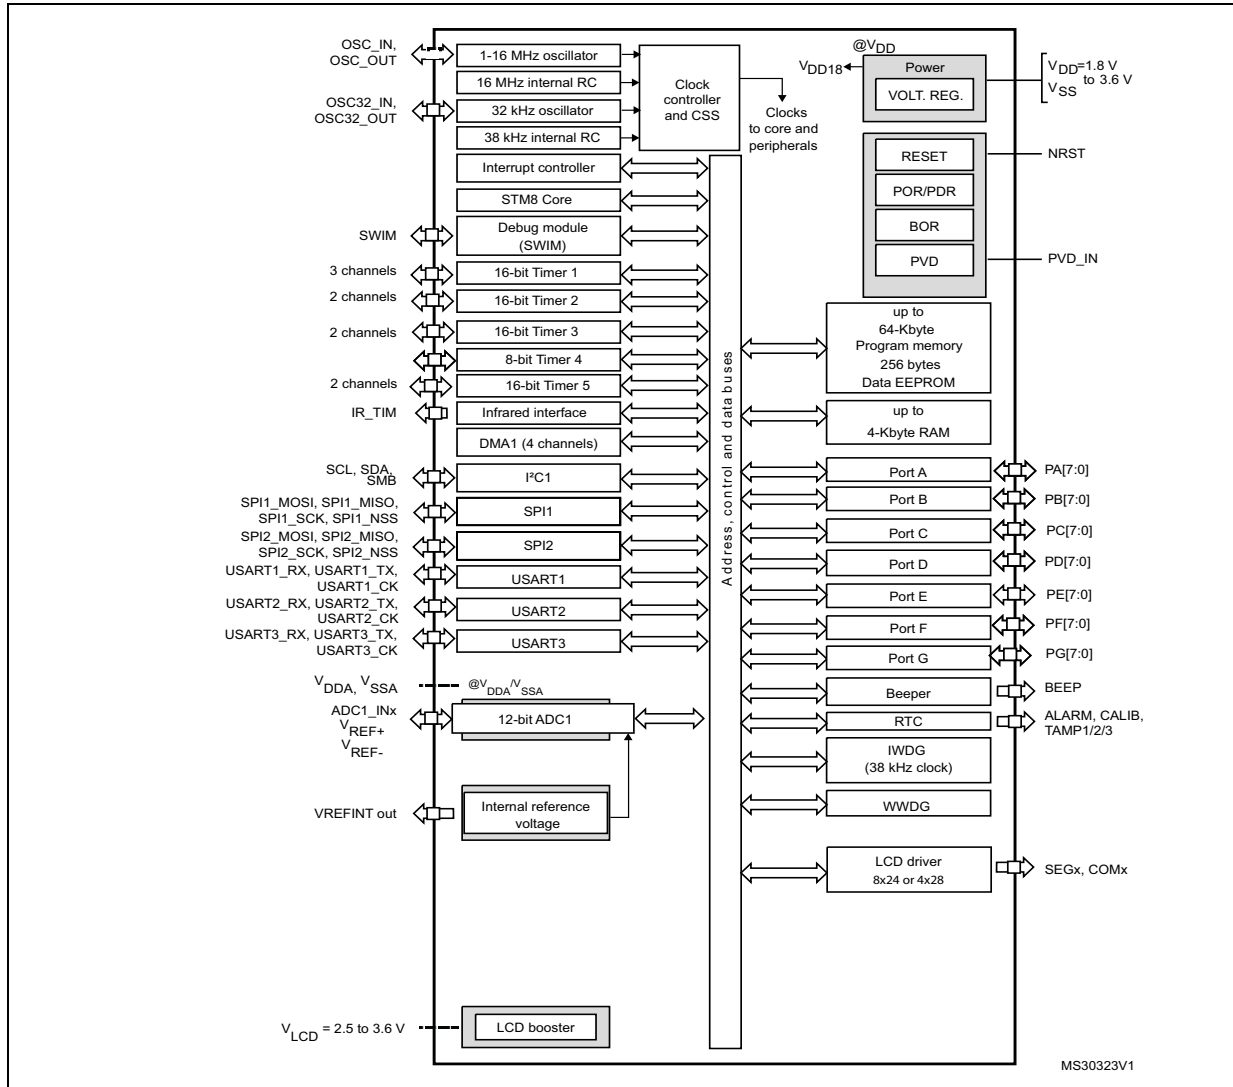 OSC_IN,
OSC_OUT
1-16 MHz oscillator
16 MHz internal RC
OSC32_IN,
OSC32_OUT
32 kHz oscillator
38 kHz internal RC
Clock
controller
and CSS
Clocks
to core and
peripherals
@VDD
VDD18
Power
VOLT. REG.
VDD=1.8 V
to 3.6 V
VSS
RESET
NRST
POR/PDR
BOR
PVD
PVD_IN
Interrupt controller
STM8 Core
SWIM
Debug module
(SWIM)
3 channels
16-bit Timer 1
2 channels
16-bit Timer 2
2 channels
16-bit Timer 3
8-bit Timer 4
2 channels
16-bit Timer 5
IR_TIM
Infrared interface
DMA1 (4 channels)
SCL, SDA,
SMB
I²C1
SPI1_MOSI, SPI1_MISO,
SPI1_SCK, SPI1_NSS
SPI1
SPI2_MOSI, SPI2_MISO,
SPI2_SCK, SPI2_NSS
SPI2
USART1_RX, USART1_TX,
USART1_CK
USART1
USART2_RX, USART2_TX,
USART2_CK
USART2
USART3_RX, USART3_TX,
USART3_CK
USART3
VDDA, VSSA
@VDDA/VSSA
ADC1_INx
VREF+
VREF-
12-bit ADC1
VREFINT out
Internal reference
voltage
VLCD = 2.5 to 3.6 V
LCD booster
Address, control and data buses
up to
64-Kbyte
Program memory
256 bytes
Data EEPROM
up to
4-Kbyte RAM
Port A
PA[7:0]
Port B
PB[7:0]
Port C
PC[7:0]
Port D
PD[7:0]
Port E
PE[7:0]
Port F
PF[7:0]
Port G
PG[7:0]
Beeper
BEEP
RTC
ALARM, CALIB,
TAMP1/2/3
IWDG
(38 kHz clock)
WWDG
LCD driver
8x24 or 4x28
SEGx, COMx
MS30323V1